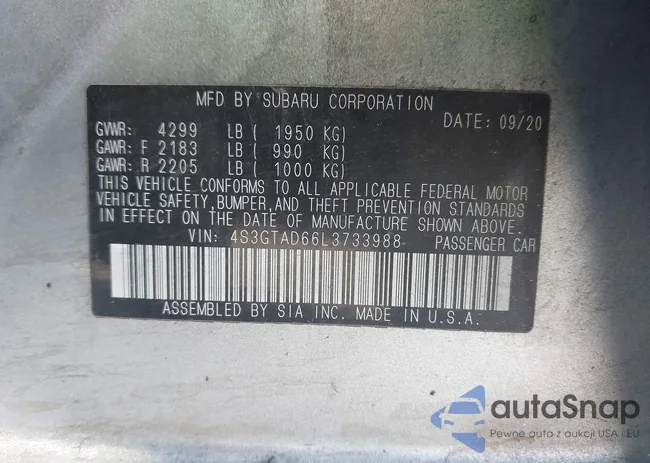 MFD BY SUBARU CORPORATION
DATE: 09/20
GVWR: 4299 LB ( 1950 KG)
GAWR: F 2183 LB ( 990 KG)
GAWR: R 2205 LB ( 1000 KG)
THIS VEHICLE CONFORMS TO ALL APPLICABLE FEDERAL MOTOR
VEHICLE SAFETY, BUMPER, AND THEFT PREVENTION STANDARDS
IN EFFECT ON THE DATE OF MANUFACTURE SHOWN ABOVE.
VIN: 4S3GTAD66L3733988 PASSENGER CAR
ASSEMBLED BY SIA INC. MADE IN U.S.A.
autoSnap
Pewne auto z aukcji USA i EU